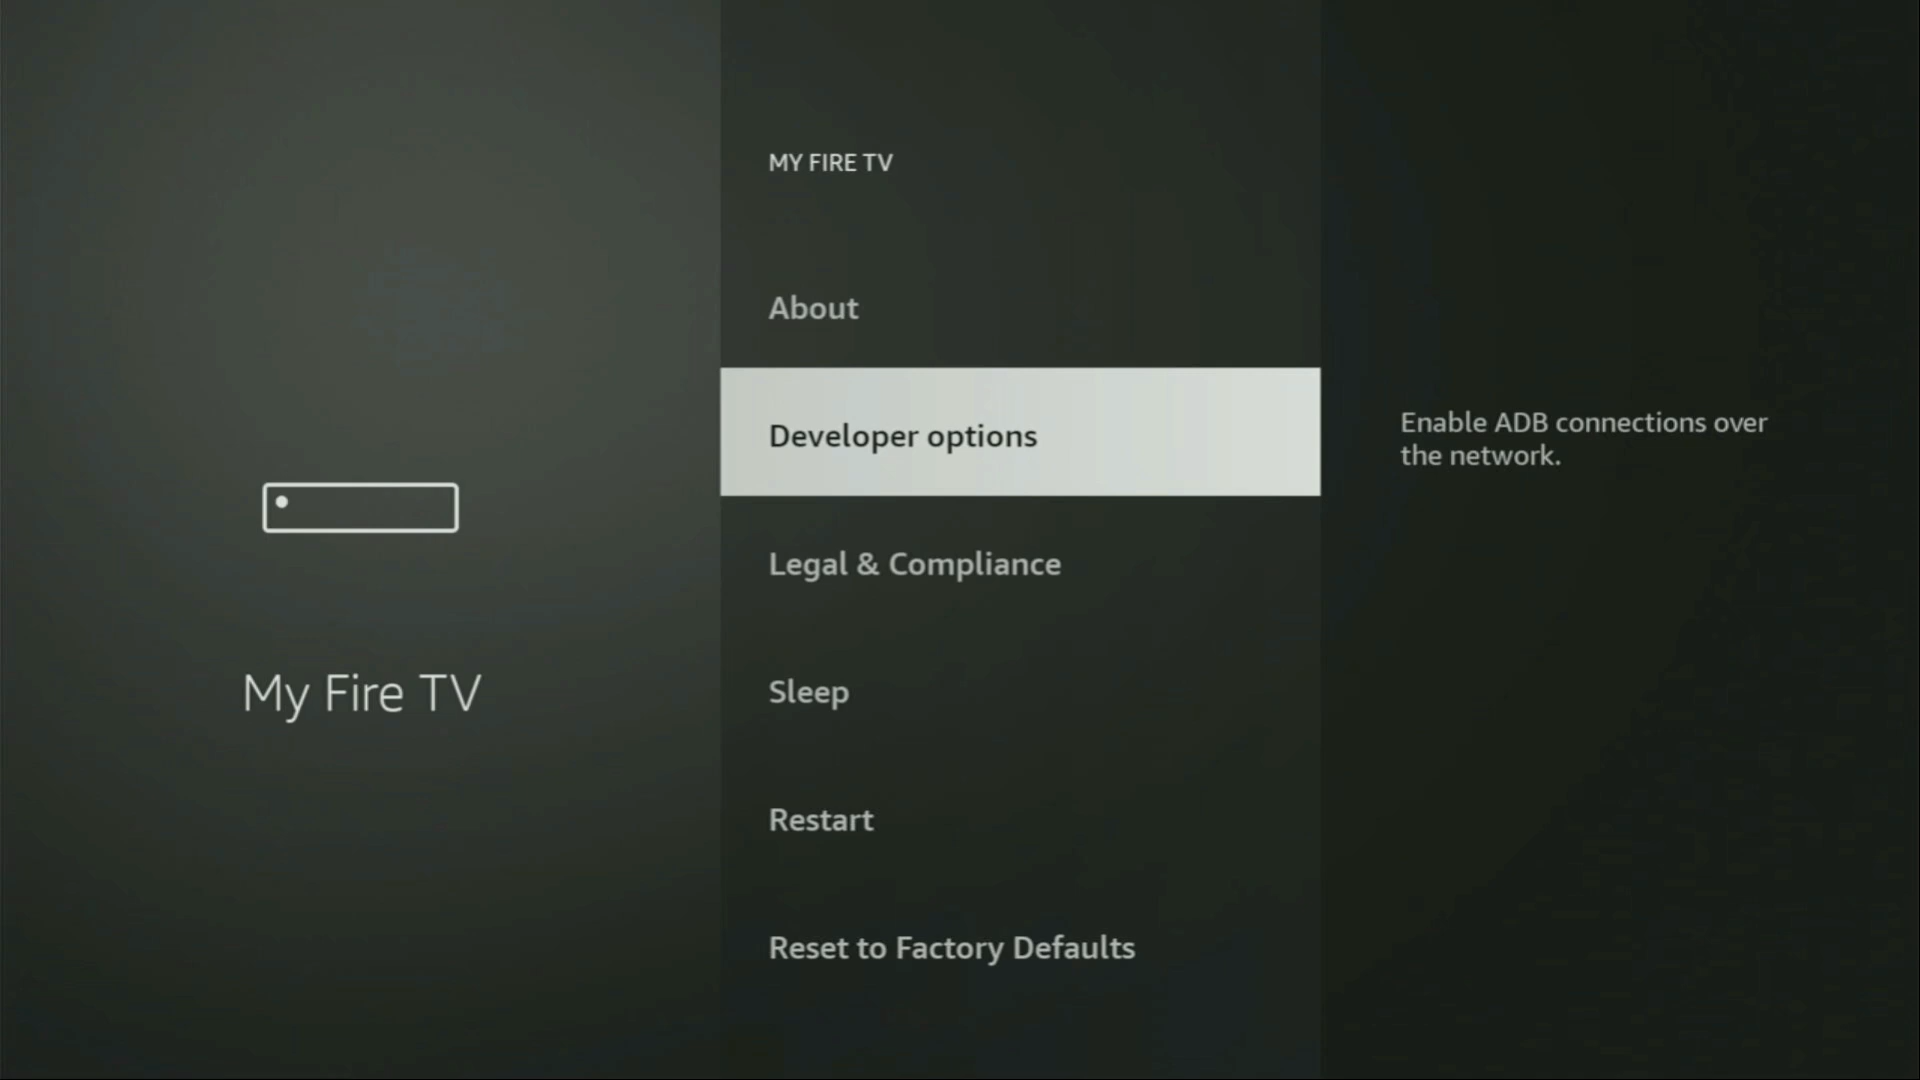 MY FIRE TV
About
Developer options
Enable ADB connections over
the network.
Legal & Compliance
Sleep
My Fire TV
Restart
Reset to Factory Defaults